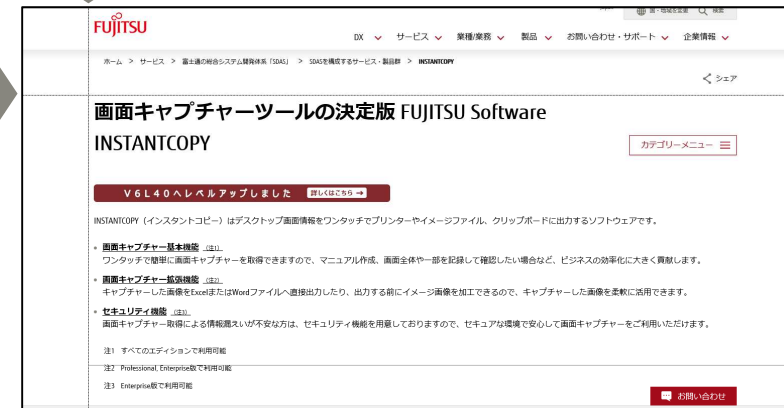 FUJITSU
国・地域を変更 検索
DX サービス 業種/業務 製品 お問い合わせ・サポート 企業情報
ホーム > サービス > 富士通の総合システム開発体系「SDAS」 > SDASを構成するサービス・製品群 > INSTANTCOPY
シェア
画面キャプチャーツールの決定版 FUJITSU Software
INSTANTCOPY
カテゴリーメニュー
V6L40へレベルアップしました 詳しくはこちら→
INSTANTCOPY（インスタントコピー）はデスクトップ画面情報をワンタッチでプリンターやイメージファイル、クリップボードに出力するソフトウェアです。
画面キャプチャー基本機能 （注1）
ワンタッチで簡単に画面キャプチャーを取得できますので、マニュアル作成、画面全体や一部を記録して確認したい場合など、ビジネスの効率化に大きく貢献します。
画面キャプチャー拡張機能 （注2）
キャプチャーした画像をExcelまたはWordファイルへ直接出力したり、出力する前にイメージ画像を加工できるので、キャプチャーした画像を柔軟に活用できます。
セキュリティ機能 （注3）
画面キャプチャー取得による情報漏えいが不安な方は、セキュリティ機能を用意しておりますので、セキュアな環境で安心して画面キャプチャーをご利用いただけます。
注1 すべてのエディションで利用可能
注2 Professional, Enterprise版で利用可能
注3 Enterprise版で利用可能
お問い合わせ